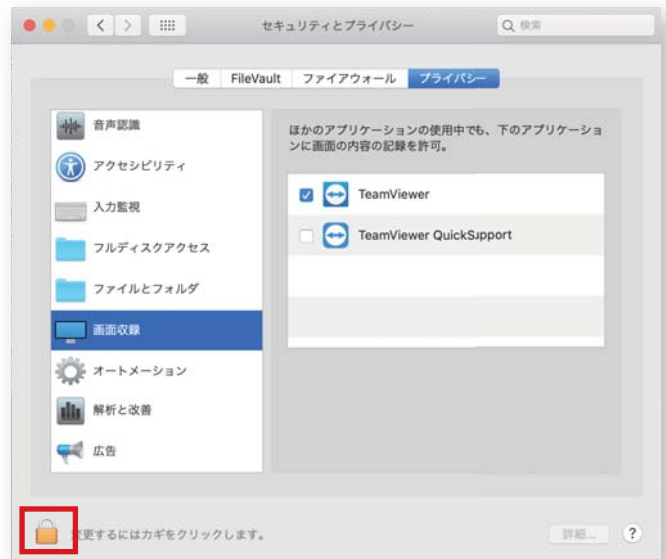 セキュリティとプライバシー
検索
一般 FileVault ファイアウォール プライバシー
音声認識
アクセシビリティ
入力監視
フルディスクアクセス
ファイルとフォルダ
画面収録
オートメーション
解析と改善
広告
ほかのアプリケーションの使用中でも、下のアプリケーショ
ンに画面の内容の記録を許可。
TeamViewer
TeamViewer QuickSupport
変更するにはカギをクリックします。
詳細...
?